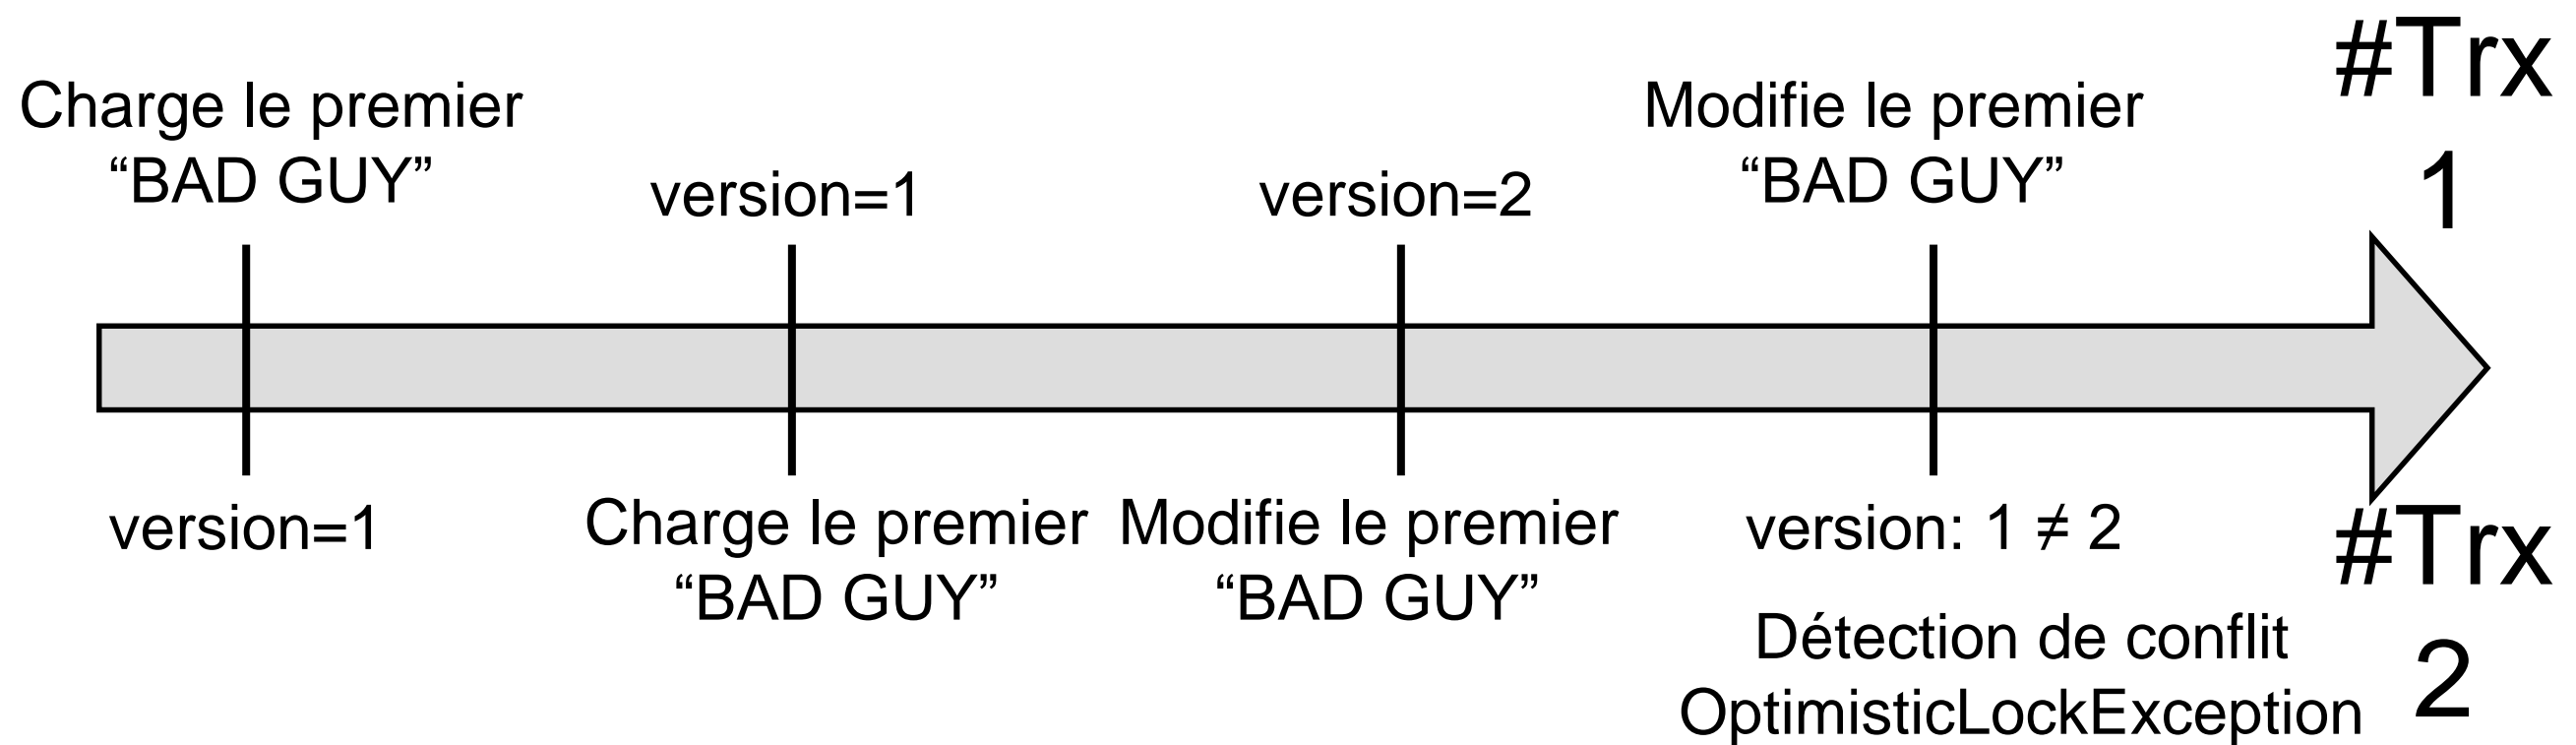 #Trx
1
Charge le premier
“BAD GUY”
version=1
version=2
Modifie le premier
“BAD GUY”
version=1
Charge le premier
“BAD GUY”
Modifie le premier
“BAD GUY”
version: 1 ≠ 2
Détection de conflit
OptimisticLockException
#Trx
2